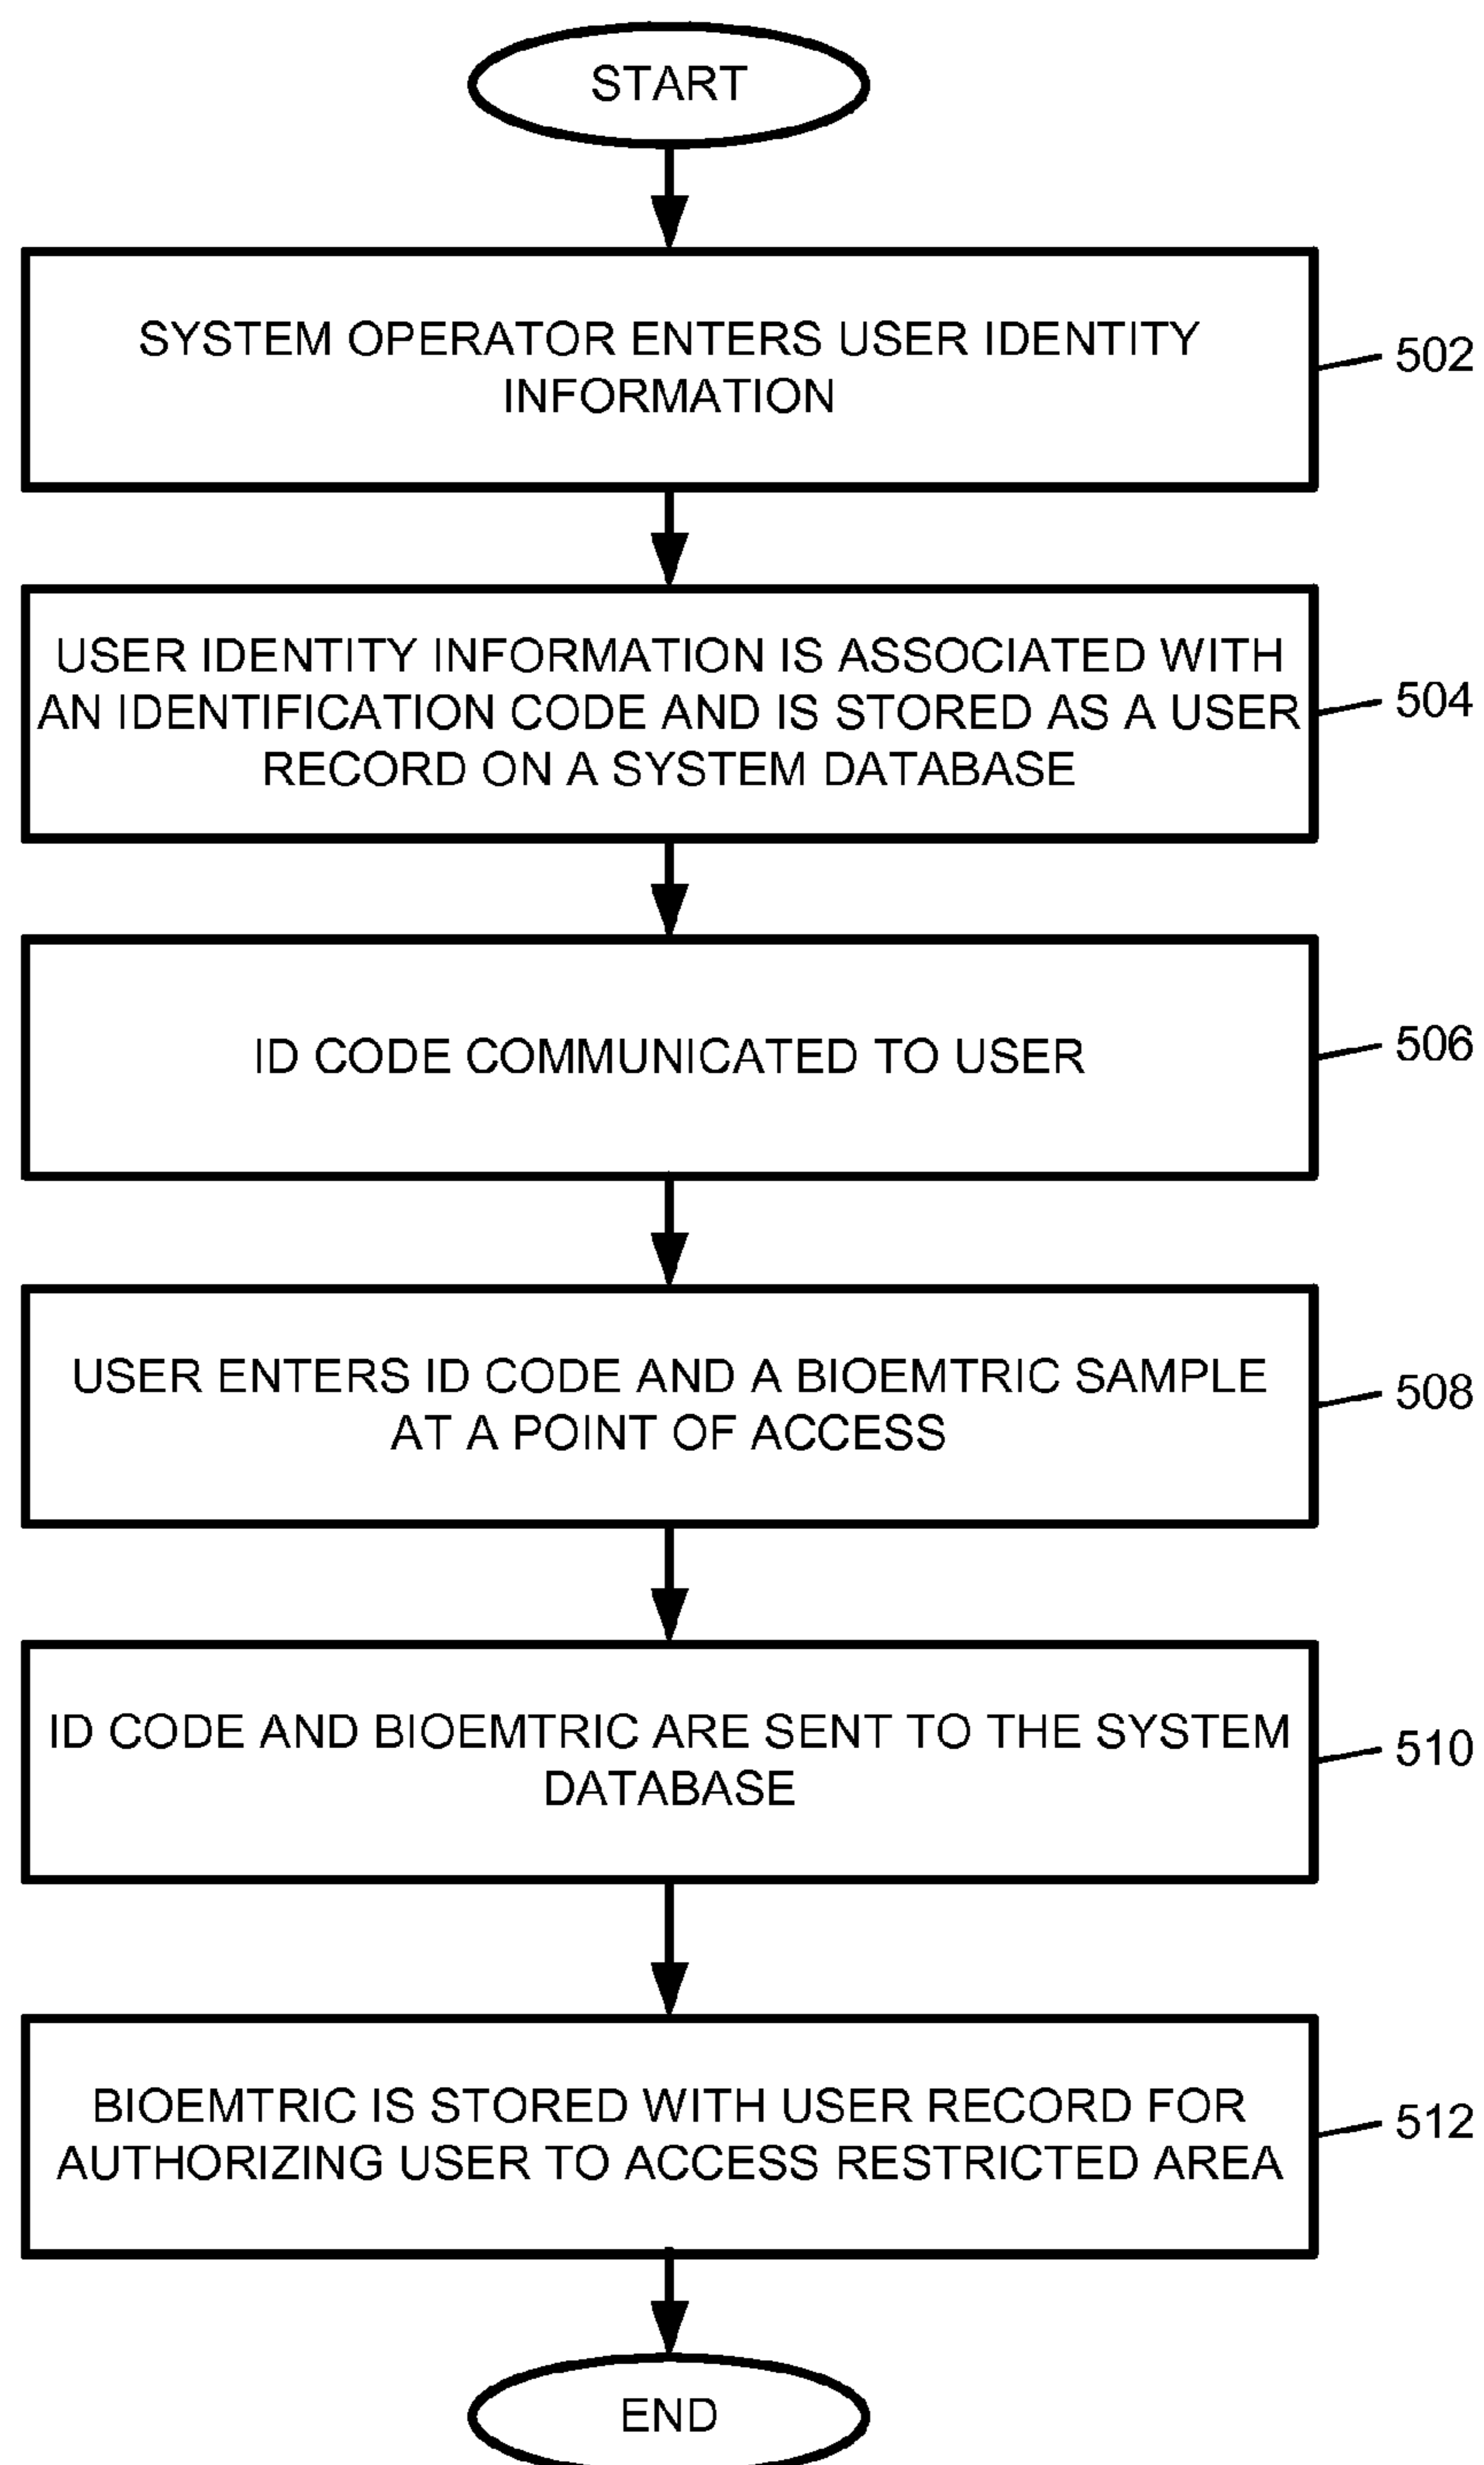 START
SYSTEM OPERATOR ENTERS USER IDENTITY
INFORMATION
502
USER IDENTITY INFORMATION IS ASSOCIATED WITH
AN IDENTIFICATION CODE AND IS STORED AS A USER
RECORD ON A SYSTEM DATABASE
504
ID CODE COMMUNICATED TO USER
506
USER ENTERS ID CODE AND A BIOEMTRIC SAMPLE
AT A POINT OF ACCESS
508
ID CODE AND BIOEMTRIC ARE SENT TO THE SYSTEM
DATABASE
510
BIOEMTRIC IS STORED WITH USER RECORD FOR
AUTHORIZING USER TO ACCESS RESTRICTED AREA
512
END